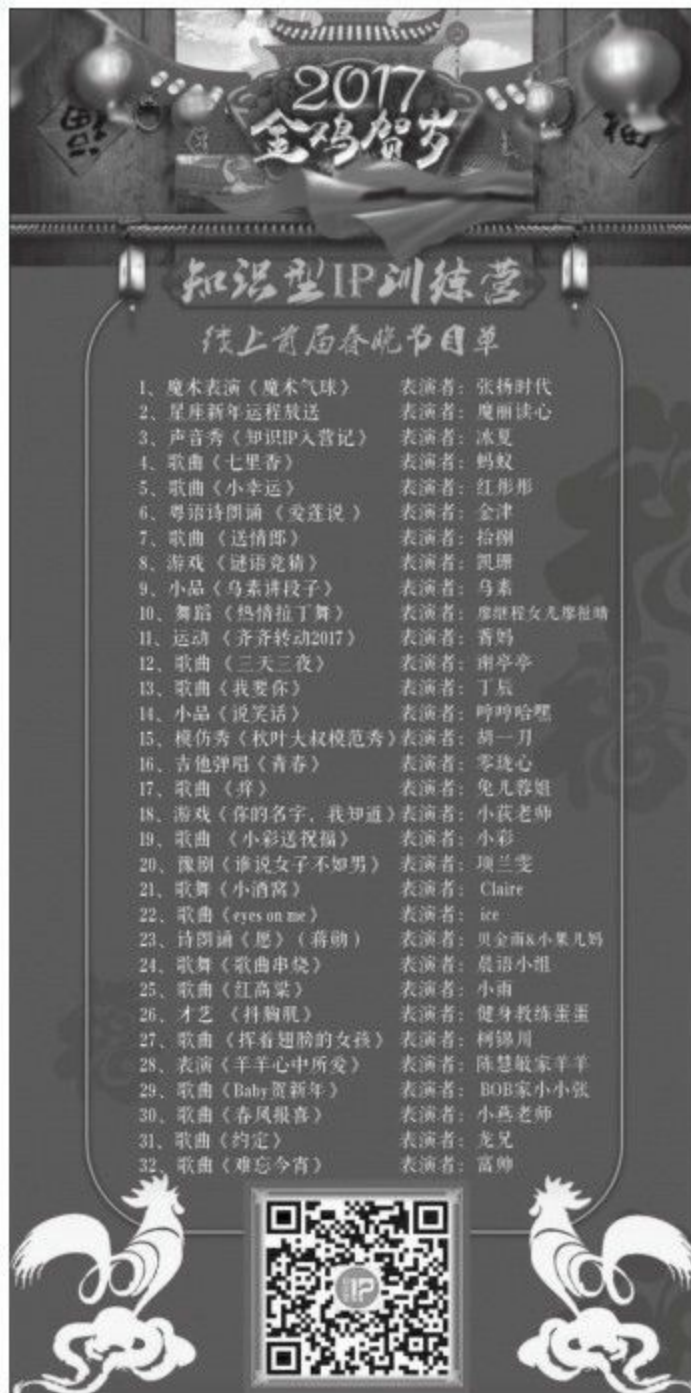 2017
金鸡贺岁
福
知识型IP训练营
线上首届春晚节目单
1、魔术表演《魔术气球》 表演者：张扬时代
2、星座新年运程放送 表演者：魔丽读心
3、声音秀《知识IP入营记》 表演者：冰夏
4、歌曲《七里香》 表演者：蚂蚁
5、歌曲《小幸运》 表演者：红彤彤
6、粤语诗朗诵《爱莲说》 表演者：金津
7、歌曲《送情郎》 表演者：拾捌
8、游戏《谜语竞猜》 表演者：凯珊
9、小品《乌素讲段子》 表演者：乌素
10、舞蹈《热情拉丁舞》 表演者：廖继程女儿廖
11、运动《齐齐转动2017》 表演者：
12、歌曲《三天三夜》 表演者：谢亭亭
13、歌曲《我要你》 表演者：丁辰
14、小品《说笑话》 表演者：哼哼哈嘿
15、模仿秀《秋叶大叔模范秀》表演者：胡一刀
16、吉他弹唱《青春》 表演者：零珑心
17、歌曲《痒》 表演者：兔儿蓉姐
18、游戏《你的名字，我知道》表演者：小茯老师
19、歌曲《小彩送祝福》 表演者：小彩
20、豫剧《谁说女子不如男》 表演者：项兰雯
21、歌舞《小酒窝》 表演者：Claire
22、歌曲《eyes on me》 表演者：ice
23、诗朗诵《愿》（蒋勋） 表演者：贝金雨&小果儿妈
24、歌舞《歌曲串烧》 表演者：晨语小组
25、歌曲《红高粱》 表演者：小雨
26、才艺《抖胸肌》 表演者：健身教练蛋蛋
27、歌曲《挥着翅膀的女孩》 表演者：柯锦川
28、表演《羊羊心中所爱》 表演者：陈慧敏家羊羊
29、歌曲《Baby贺新年》 表演者：BOB家小小张
30、歌曲《春风报喜》 表演者：小燕老师
31、歌曲《约定》 表演者：龙兄
32、歌曲《难忘今宵》 表演者：富帅
IP